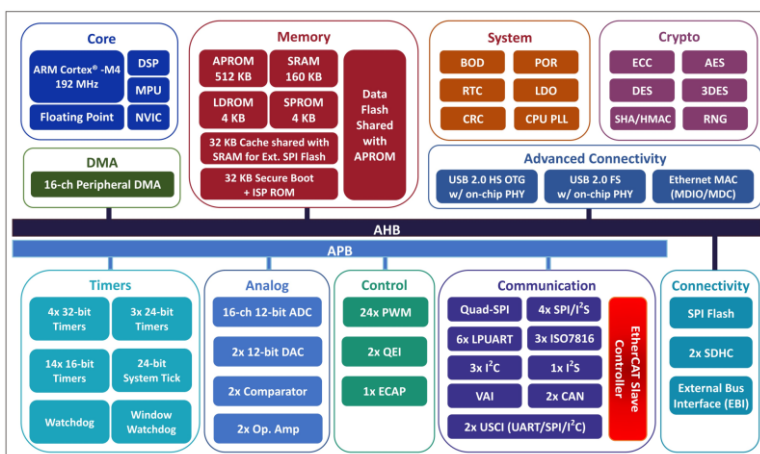 Core
ARM Cortex® -M4
192 MHz
DSP
MPU
Floating Point
NVIC
DMA
16-ch Peripheral DMA
Memory
APROM
512 KB
SRAM
160 KB
LDROM
4 KB
SPROM
4 KB
32 KB Cache shared with
SRAM for Ext. SPI Flash
32 KB Secure Boot
+ ISP ROM
Data
Flash
Shared
with
APROM
System
BOD
POR
RTC
LDO
CRC
CPU PLL
Crypto
ECC
AES
DES
3DES
SHA/HMAC
RNG
Advanced Connectivity
USB 2.0 HS OTG
w/ on-chip PHY
USB 2.0 FS
w/ on-chip PHY
Ethernet MAC
(MDIO/MDC)
AHB
APB
Timers
4x 32-bit
Timers
3x 24-bit
Timers
14x 16-bit
Timers
24-bit
System Tick
Watchdog
Window
Watchdog
Analog
16-ch 12-bit ADC
2x 12-bit DAC
2x Comparator
2x Op. Amp
Control
24x PWM
2x QEI
1x ECAP
Communication
Quad-SPI
4x SPI/I²S
6x LPUART
3x ISO7816
3x I²C
1x I²S
VAI
2x CAN
2x USCI (UART/SPI/I²C)
EtherCAT Slave
Controller
Connectivity
SPI Flash
2x SDHC
External Bus
Interface (EBI)